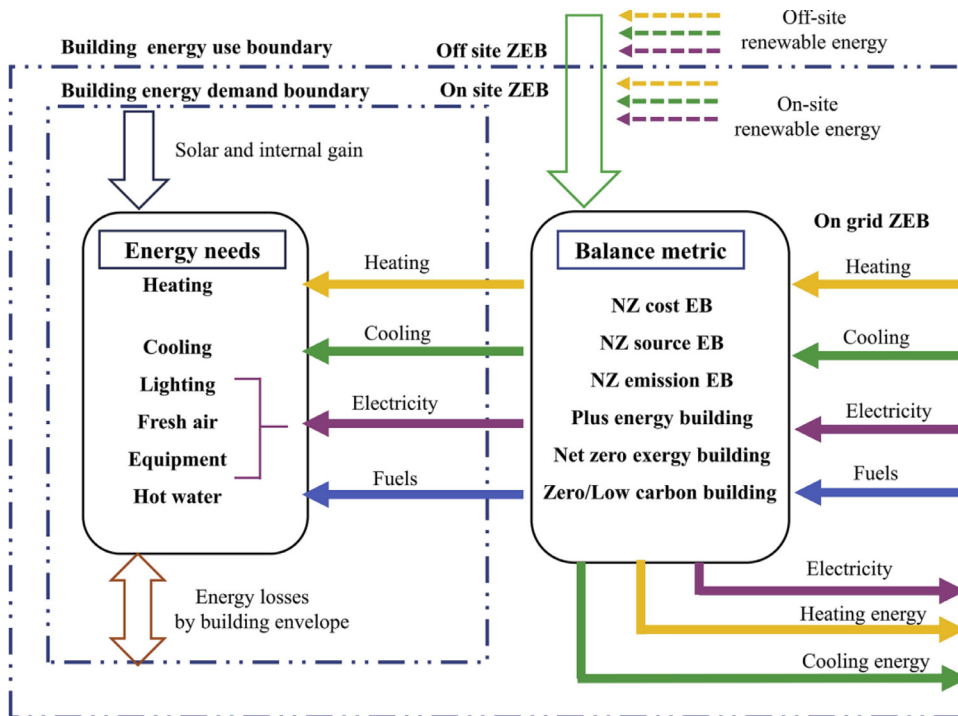 Building energy use boundary
Off site ZEB
Off-site
renewable energy
Building energy demand boundary
On site ZEB
On-site
renewable energy
Solar and internal gain
On grid ZEB
Energy needs
Heating
Cooling
Lighting
Fresh air
Equipment
Hot water
Heating
Cooling
Electricity
Fuels
Balance metric
NZ cost EB
NZ source EB
NZ emission EB
Plus energy building
Net zero exergy building
Zero/Low carbon building
Heating
Cooling
Electricity
Fuels
Energy losses
by building envelope
Electricity
Heating energy
Cooling energy